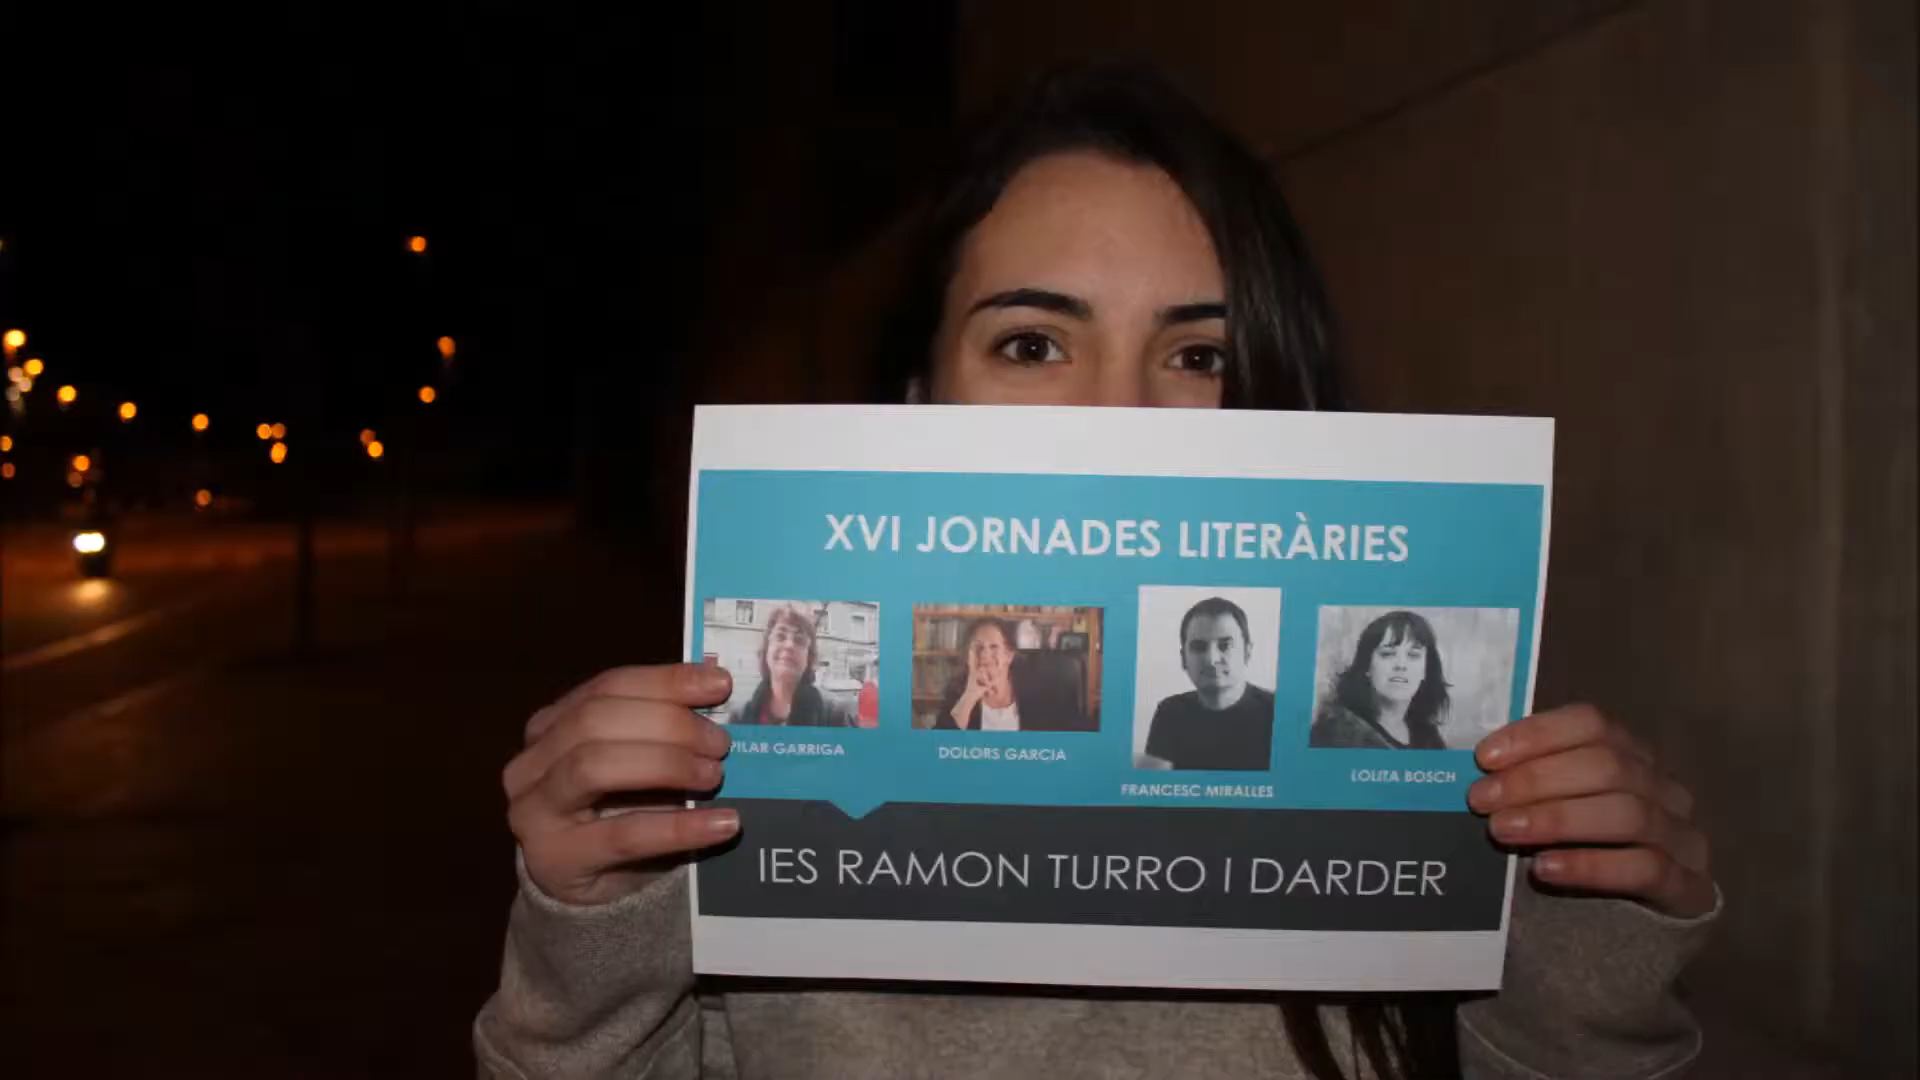 XVI JORNADES LITERÀRIES
PILAR GARRIGA
DOLORS GARCIA
FRANCESC MIRALLES
LOLITA BOSCH
IES RAMON TURRO I DARDER